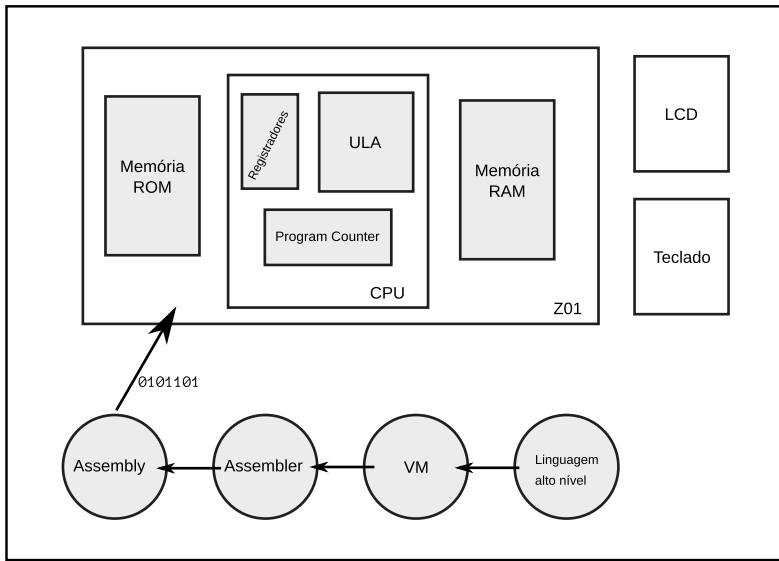 Memória
ROM
Registradores
ULA
Program Counter
CPU
Memória
RAM
Z01
LCD
Teclado
0101101
Assembly
Assembler
VM
Linguagem
alto nível